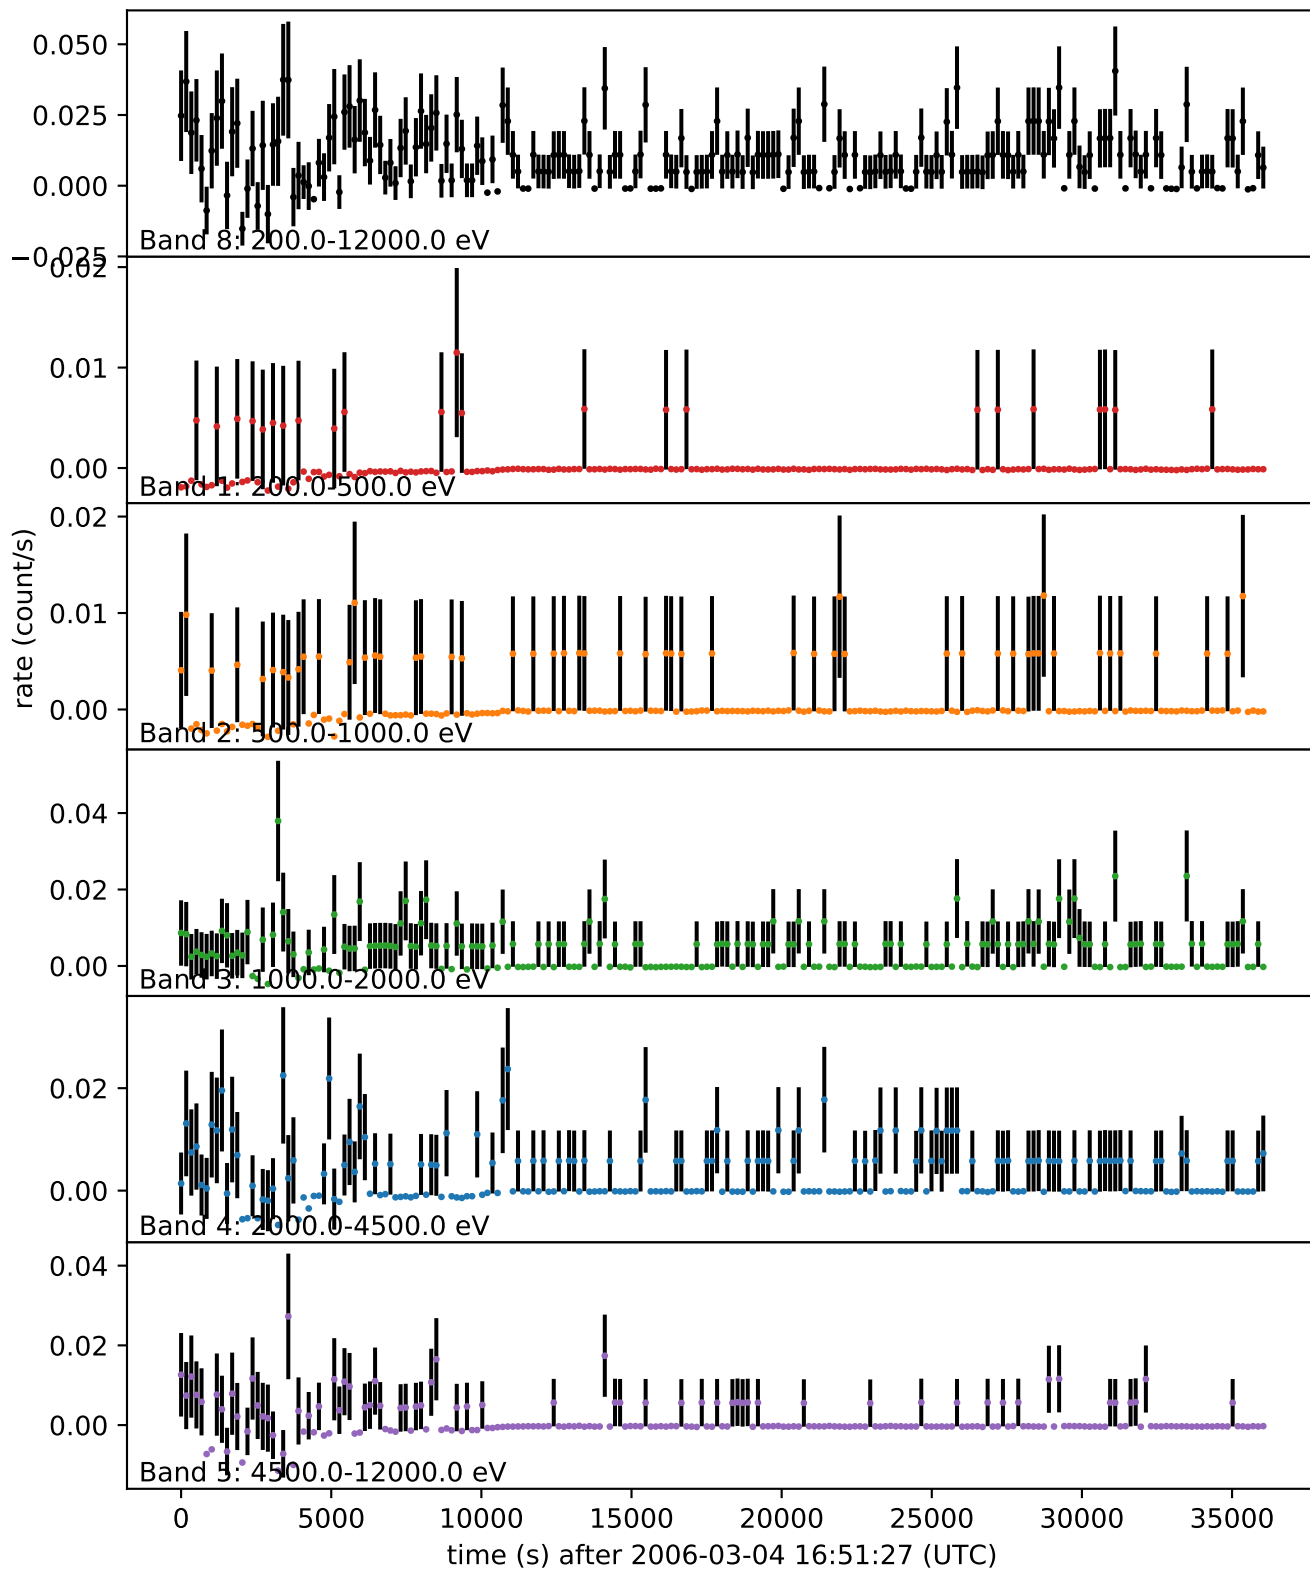 0.050
0.025
0.000
−0.025
Band 8: 200.0-12000.0 eV
0.02
0.01
0.00
Band 1: 200.0-500.0 eV
0.02
0.01
0.00
Band 2: 500.0-1000.0 eV
rate (count/s)
0.04
0.02
0.00
Band 3: 1000.0-2000.0 eV
0.02
0.00
Band 4: 2000.0-4500.0 eV
0.04
0.02
0.00
Band 5: 4500.0-12000.0 eV
0 5000 10000 15000 20000 25000 30000 35000
time (s) after 2006-03-04 16:51:27 (UTC)